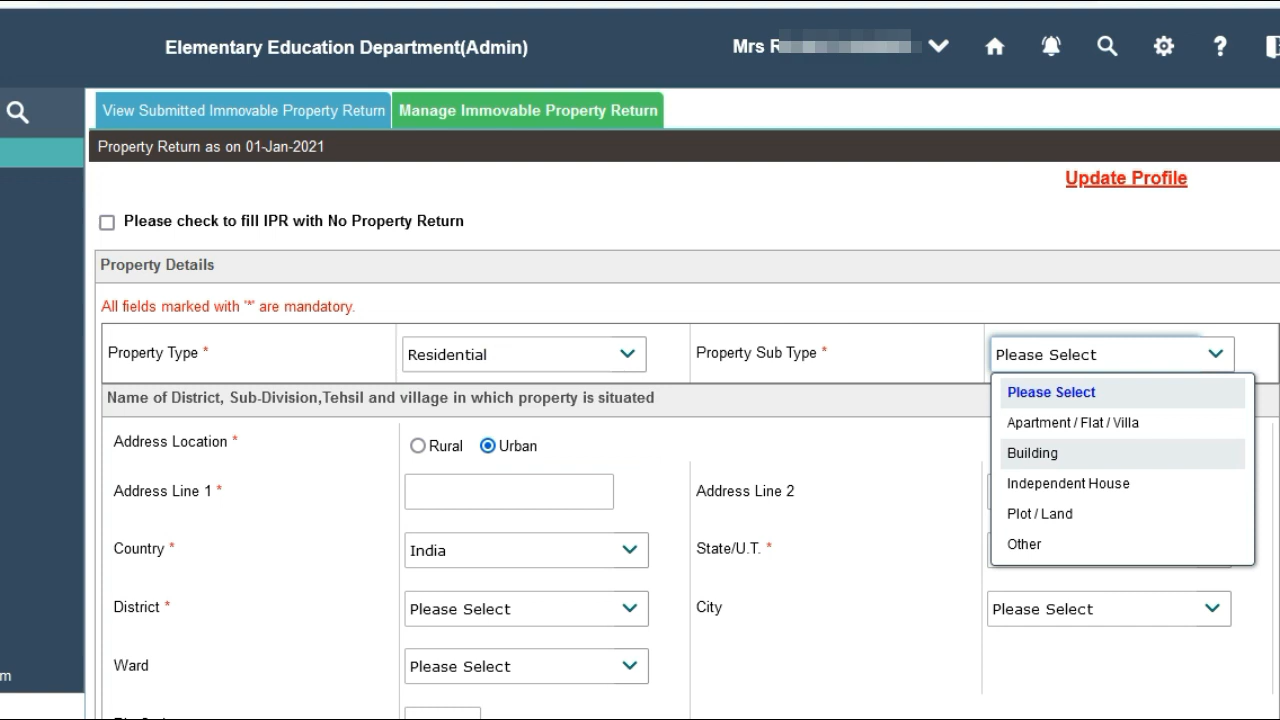 Elementary Education Department(Admin)
Mrs R
View Submitted Immovable Property Return
Manage Immovable Property Return
Property Return as on 01-Jan-2021
Update Profile
Please check to fill IPR with No Property Return
Property Details
All fields marked with '*' are mandatory.
Property Type * Residential Property Sub Type * Please Select
Please Select
Apartment / Flat / Villa
Building
Independent House
Plot / Land
Other
Name of District, Sub-Division,Tehsil and village in which property is situated
Address Location * Rural Urban
Address Line 1 * Address Line 2
Country * India State/U.T. *
District * Please Select City Please Select
Ward Please Select
m